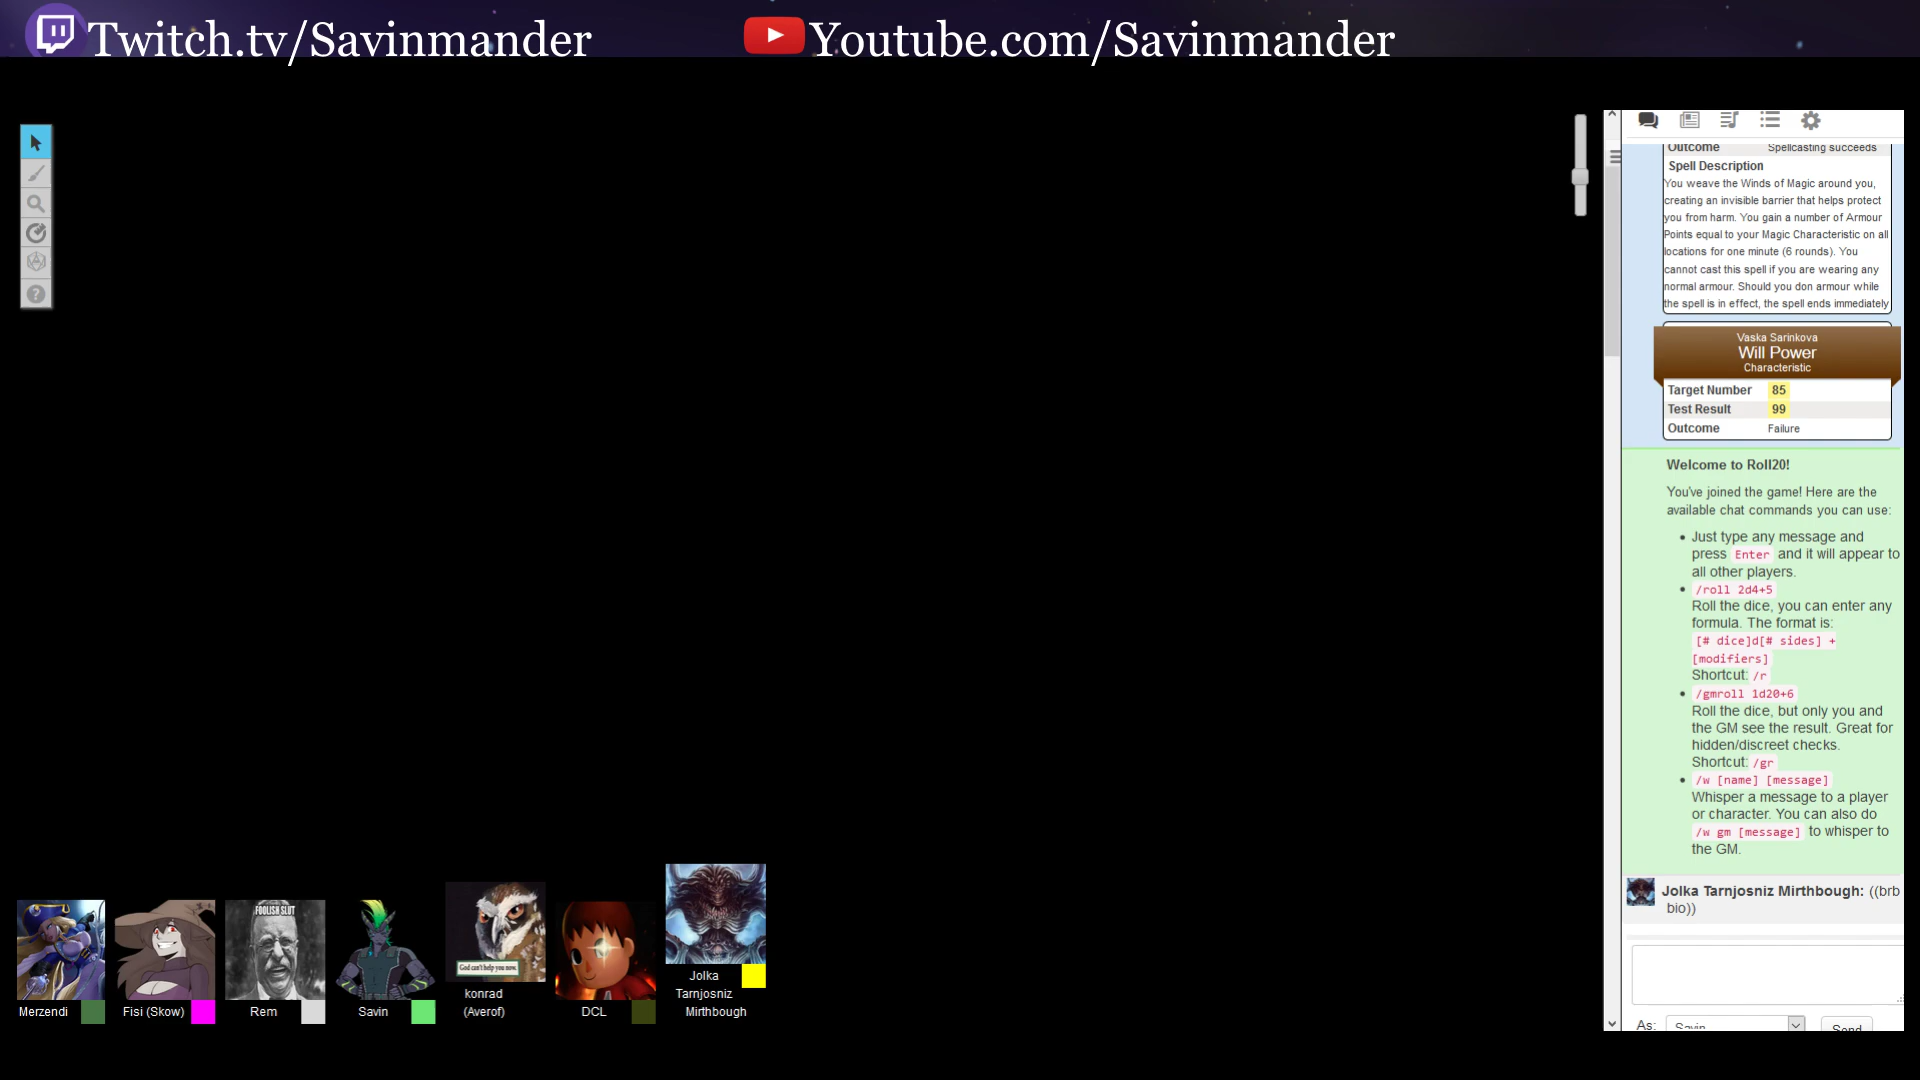 Twitch.tv/Savinmander
Youtube.com/Savinmander
Outcome Spellcasting succeeds
Spell Description
You weave the Winds of Magic around you,
creating an invisible barrier that helps protect
you from harm. You gain a number of Armour
Points equal to your Magic Characteristic on all
locations for one minute (6 rounds). You
cannot cast this spell if you are wearing any
normal armour. Should you don armour while
the spell is in effect, the spell ends immediately
Vaska Sarinkova
Will Power
Characteristic
Target Number 85
Test Result 99
Outcome Failure
Welcome to Roll20!
You've joined the game! Here are the
available chat commands you can use:
Just type any message and
press Enter and it will appear to
all other players.
/roll 2d4+5
Roll the dice, you can enter any
formula. The format is:
[# dice]d[# sides] +
[modifiers]
Shortcut: /r
/gmroll 1d20+6
Roll the dice, but only you and
the GM see the result. Great for
hidden/discreet checks.
Shortcut: /gr
/w [name] [message]
Whisper a message to a player
or character. You can also do
/w gm [message] to whisper to
the GM.
Jolka Tarnjosniz Mirthbough: ((brb
bio))
As: Savin Send
FOOLISH SLUT
God can't help you now.
Merzendi
Fisi (Skow)
Rem
Savin
konrad
(Averof)
DCL
Jolka
Tarnjosniz
Mirthbough